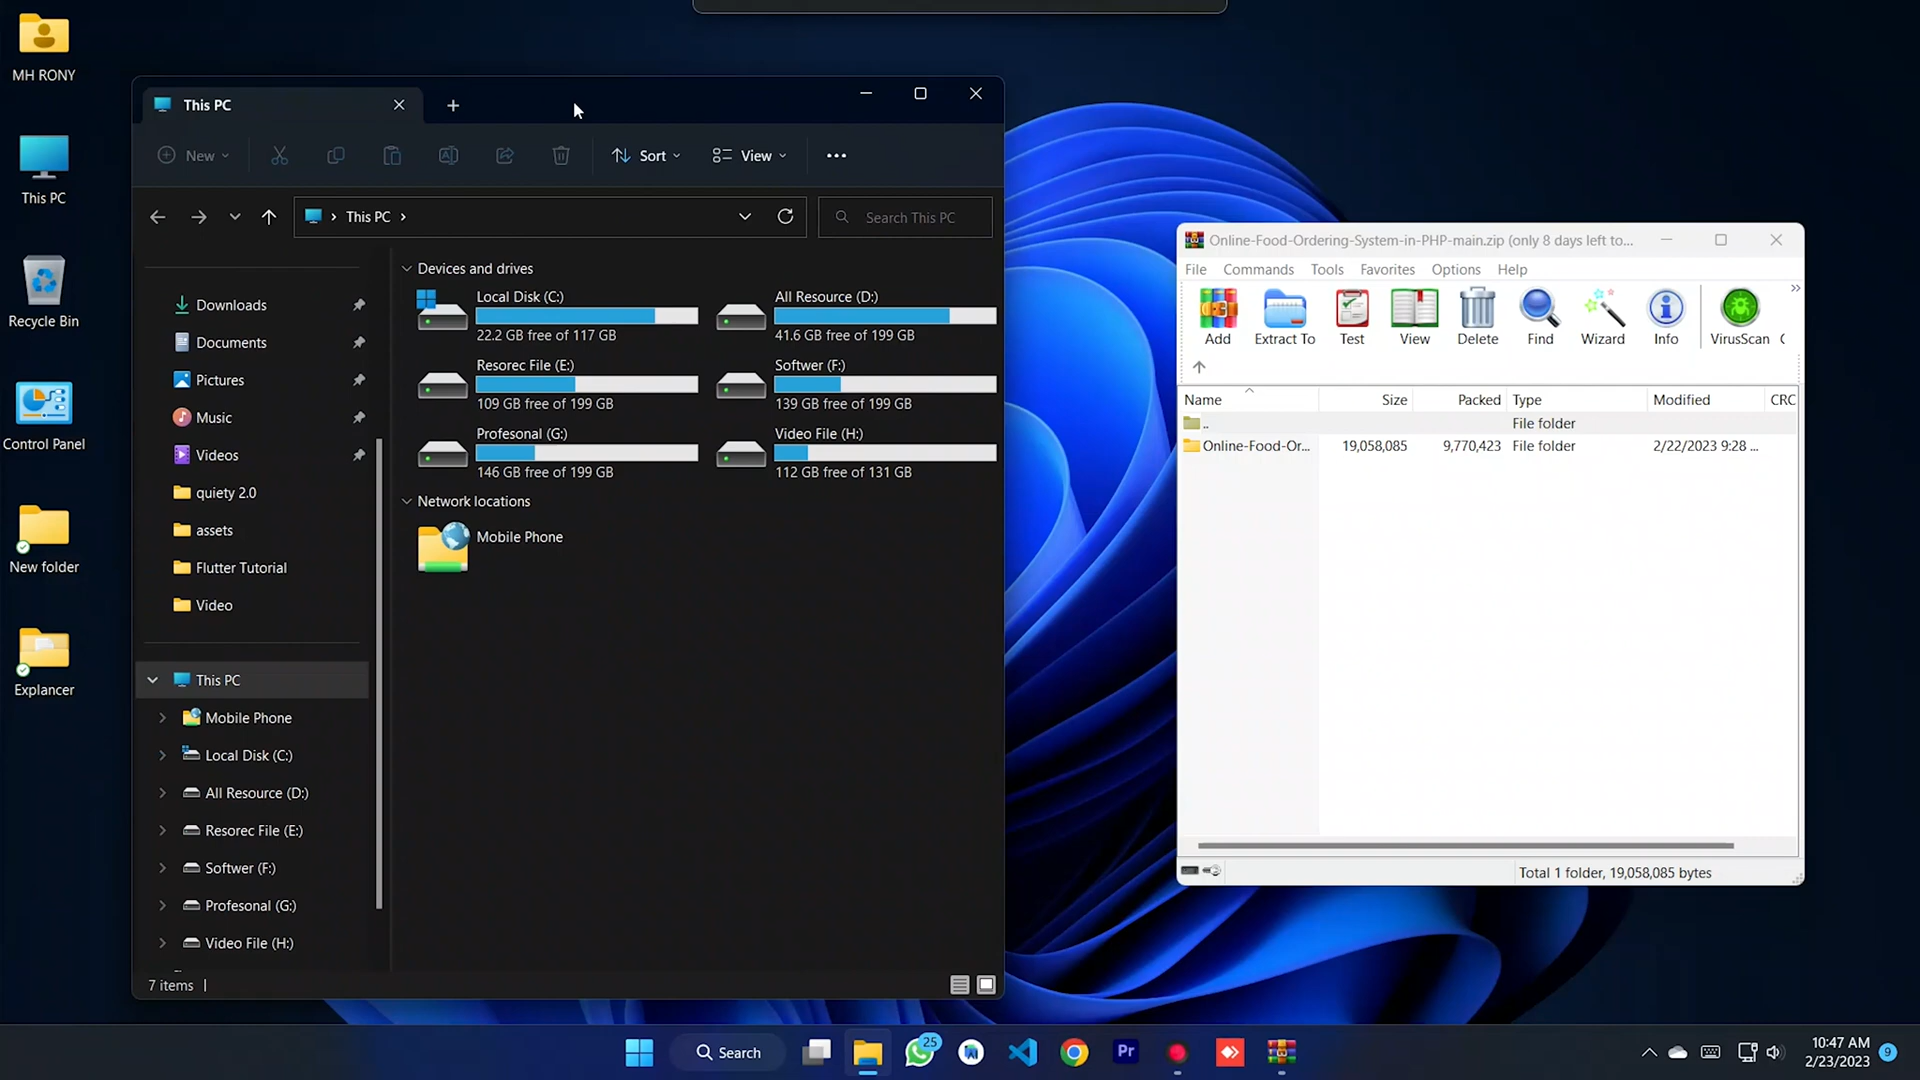 MH RONY
This PC
Recycle Bin
Control Panel
New folder
Explancer
This PC
New
Sort
View
This PC
Search This PC
Downloads
Documents
Pictures
Music
Videos
quiety 2.0
assets
Flutter Tutorial
Video
This PC
Mobile Phone
Local Disk (C:)
All Resource (D:)
Resorec File (E:)
Softwer (F:)
Profesonal (G:)
Video File (H:)
7 items
Devices and drives
Local Disk (C:)
22.2 GB free of 117 GB
All Resource (D:)
41.6 GB free of 199 GB
Resorec File (E:)
109 GB free of 199 GB
Softwer (F:)
139 GB free of 199 GB
Profesonal (G:)
146 GB free of 199 GB
Video File (H:)
112 GB free of 131 GB
Network locations
Mobile Phone
Online-Food-Ordering-System-in-PHP-main.zip (only 8 days left to...
File Commands Tools Favorites Options Help
Add Extract To Test View Delete Find Wizard Info VirusScan
Name Size Packed Type Modified CRC
.. File folder
Online-Food-Or... 19,058,085 9,770,423 File folder 2/22/2023 9:28 ...
Total 1 folder, 19,058,085 bytes
Search
25
Pr
10:47 AM
2/23/2023
9